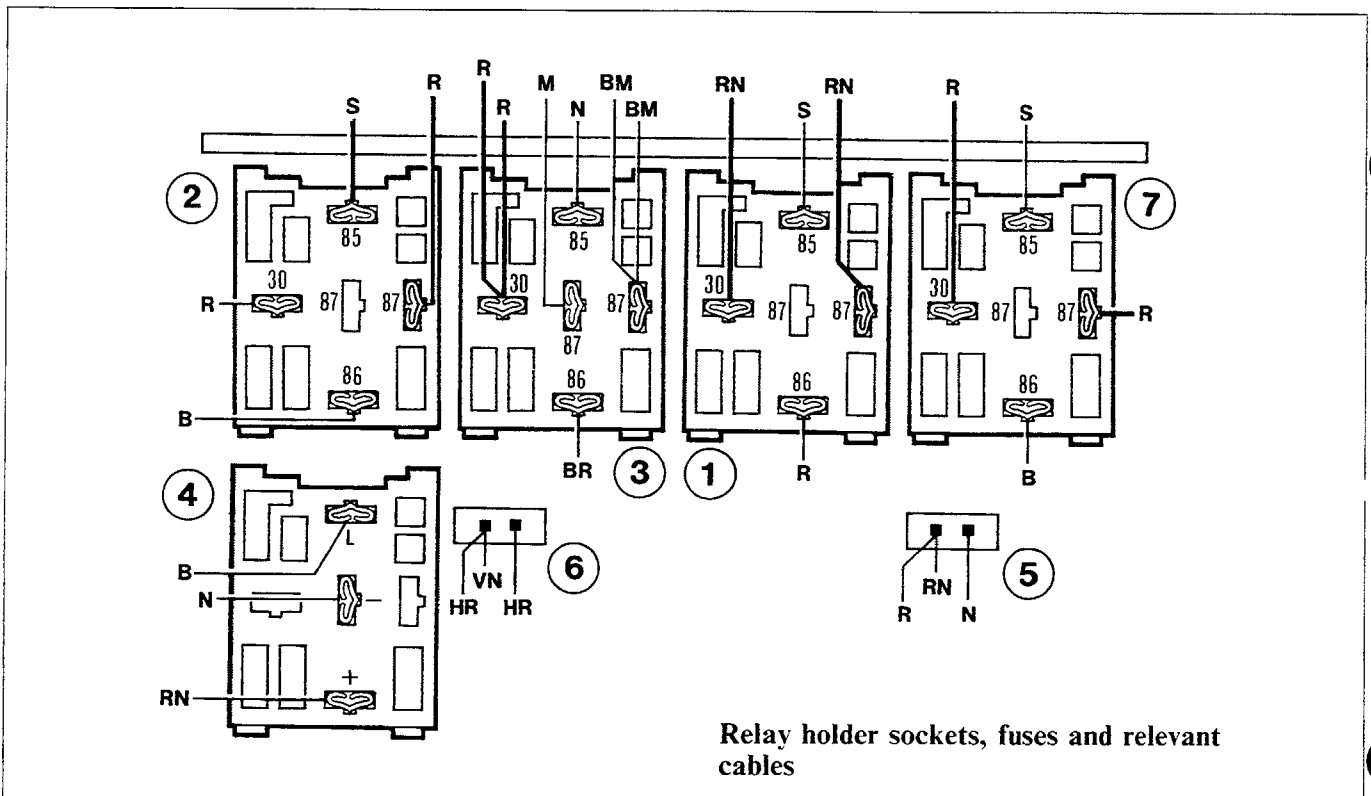 R R M BM RN RN R
S R N BM S S
2 7
85 85 85 85
30 30 30 30
R 87 87 87 87 87 87 87 R
87
86 86 86 86
B BR 3 1 R B
4
L
B 6 5
N − VN RN
HR HR R N
+
RN
Relay holder sockets, fuses and relevant
cables